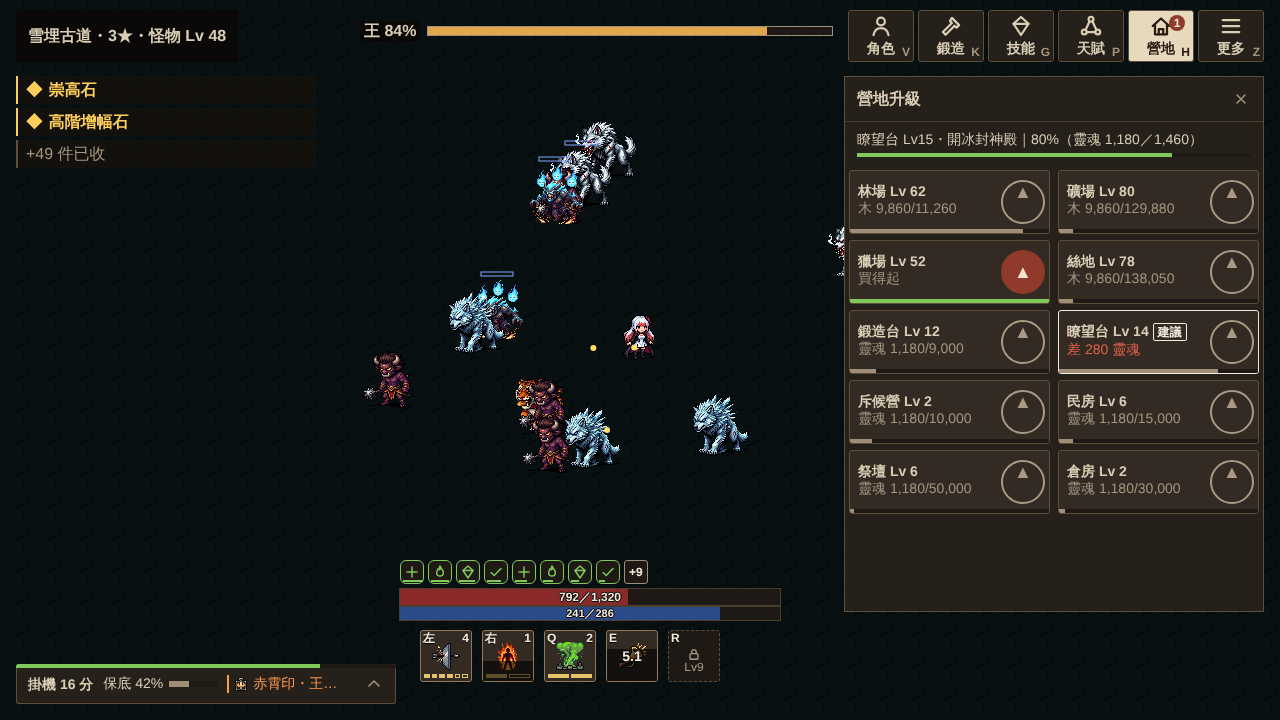 雪埋古道・3★・怪物 Lv 48
王 84%
角色 V
鍛造 K
技能 G
天賦 P
營地 H 1
更多 Z
◆ 崇高石
◆ 高階增幅石
+49 件已收
營地升級 ×
瞭望台 Lv15・開冰封神殿｜80%（靈魂 1,180／1,460）
林場 Lv 62
木 9,860/11,260
礦場 Lv 80
木 9,860/129,880
獵場 Lv 52
買得起
絲地 Lv 78
木 9,860/138,050
鍛造台 Lv 12
靈魂 1,180/9,000
瞭望台 Lv 14 建議
差 280 靈魂
斥候營 Lv 2
靈魂 1,180/10,000
民房 Lv 6
靈魂 1,180/15,000
祭壇 Lv 6
靈魂 1,180/50,000
倉房 Lv 2
靈魂 1,180/30,000
+9
792／1,320
241／286
左 4
右 1
Q 2
E 5.1
R Lv9
掛機 16 分 保底 42% 赤霄印・王…